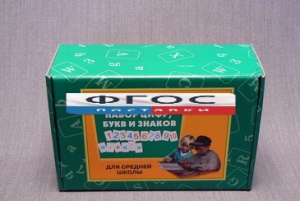 ФГОС
ПОСТАВКИ
НАБОР ЦИФР,
БУКВ И ЗНАКОВ
ДЛЯ СРЕДНЕЙ
ШКОЛЫ